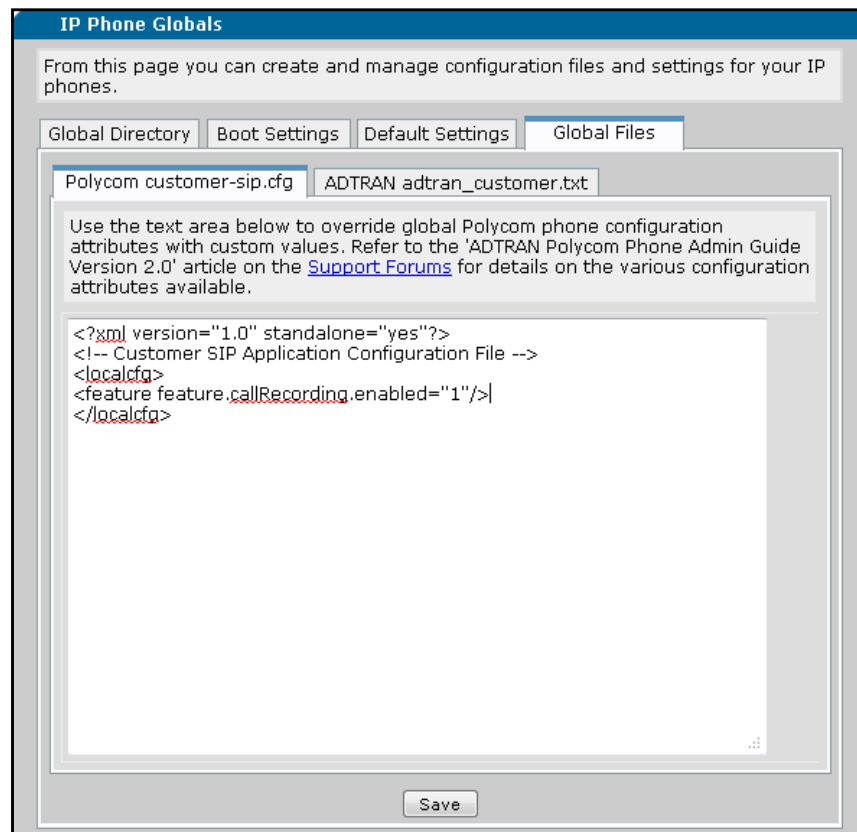 IP Phone Globals
From this page you can create and manage configuration files and settings for your IP
phones.
Global Directory Boot Settings Default Settings Global Files
Polycom customer-sip.cfg ADTRAN adtran_customer.txt
Use the text area below to override global Polycom phone configuration
attributes with custom values. Refer to the 'ADTRAN Polycom Phone Admin Guide
Version 2.0' article on the Support Forums for details on the various configuration
attributes available.
<?xml version="1.0" standalone="yes"?>
<!-- Customer SIP Application Configuration File -->
<localcfg>
<feature feature.callRecording.enabled="1"/>
</localcfg>
Save